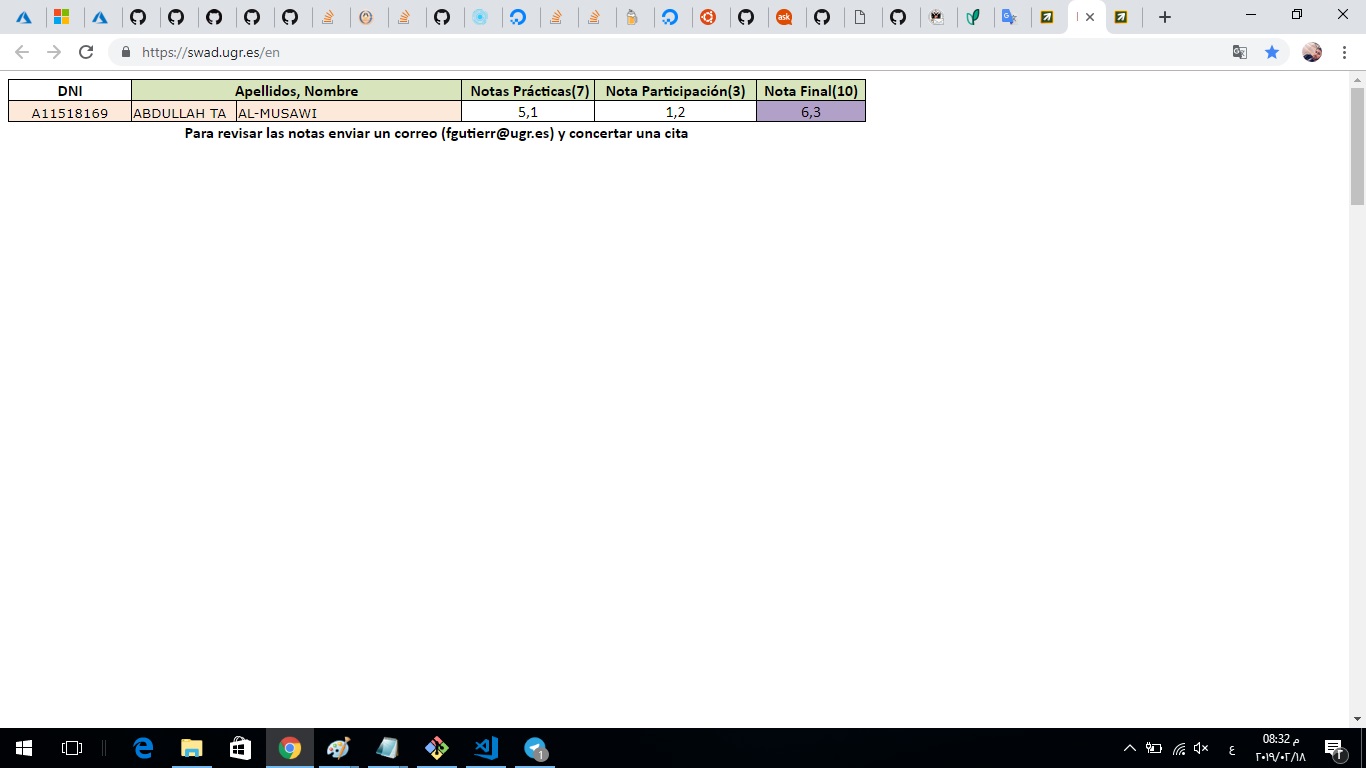 https://swad.ugr.es/en
DNI Apellidos, Nombre Notas Prácticas(7) Nota Participación(3) Nota Final(10)
A11518169 ABDULLAH TA AL-MUSAWI 5,1 1,2 6,3
Para revisar las notas enviar un correo (fgutierr@ugr.es) y concertar una cita
ask
ع
08:32 م
٢٠١٩/٠٢/١٨
1